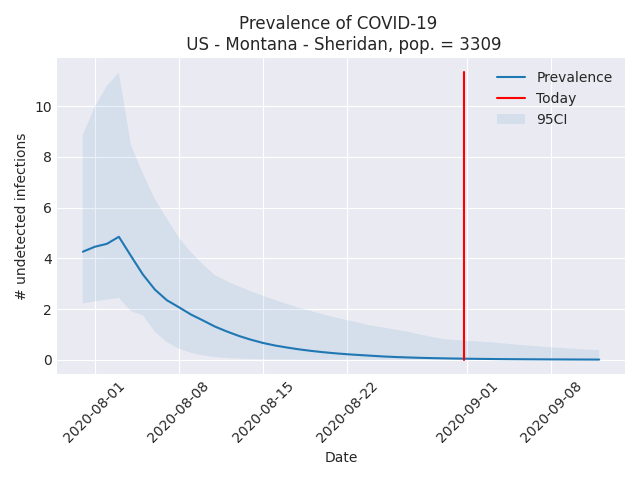 Prevalence of COVID-19
US - Montana - Sheridan, pop. = 3309
# undetected infections
10
8
6
4
2
0
Prevalence
Today
95CI
2020-08-01
2020-08-08
2020-08-15
2020-08-22
2020-09-01
2020-09-08
Date